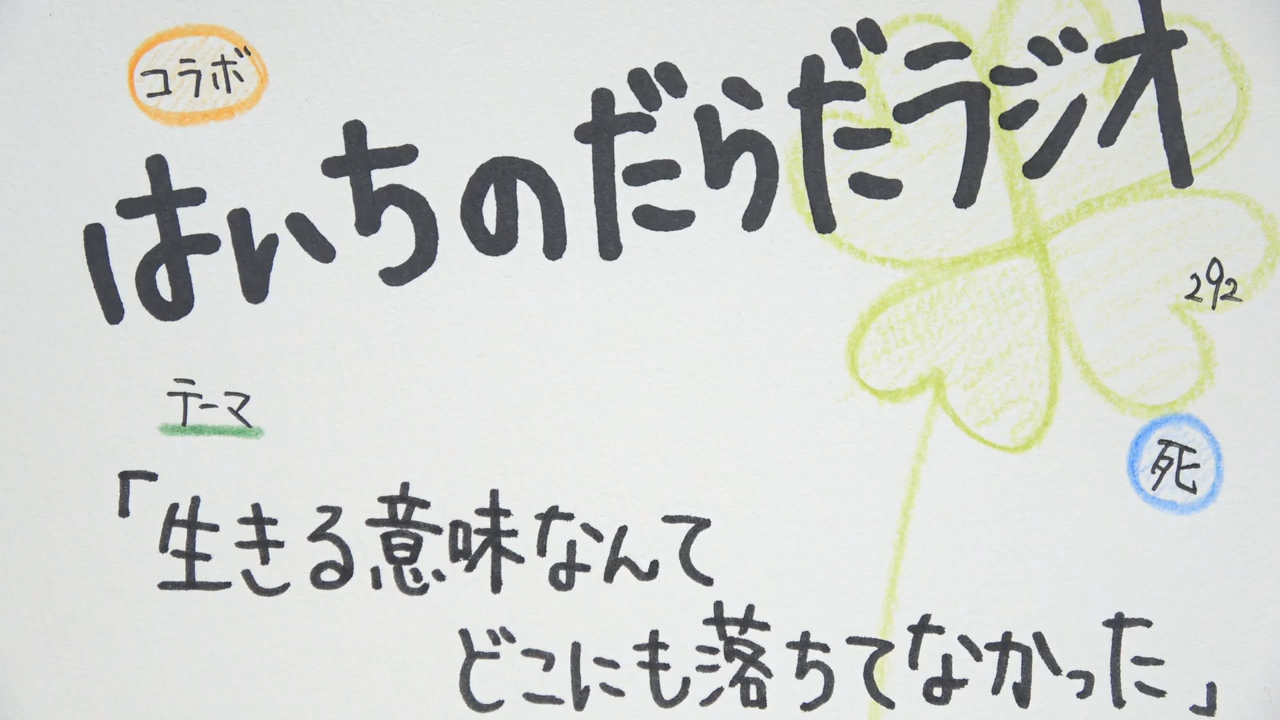 コラボ
はいちのだらだラジオ
292
テーマ
死
「生きる意味なんて
どこにも落ちてなかった」